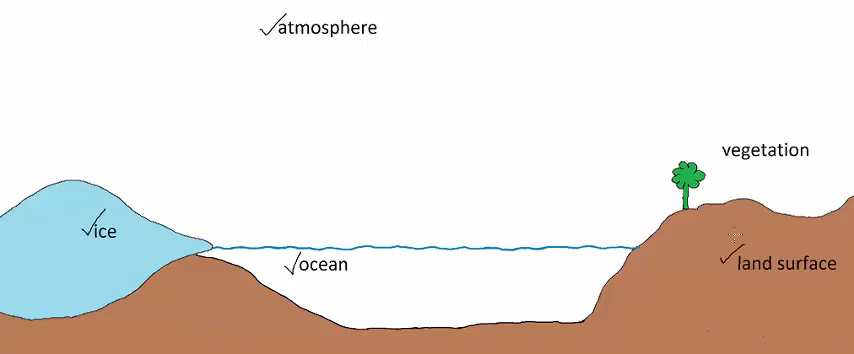 ✓atmosphere
vegetation
✓ice
✓ocean
✓land surface